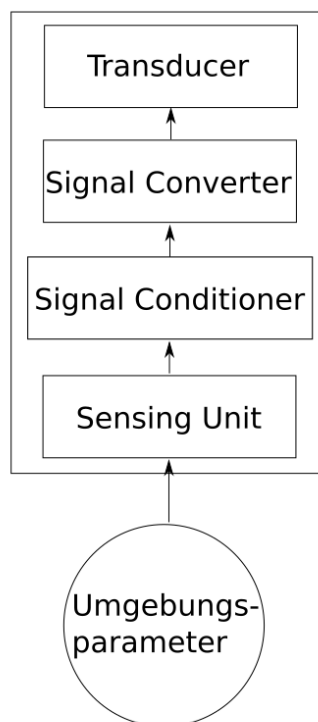 Transducer
Signal Converter
Signal Conditioner
Sensing Unit
Umgebungs-
parameter